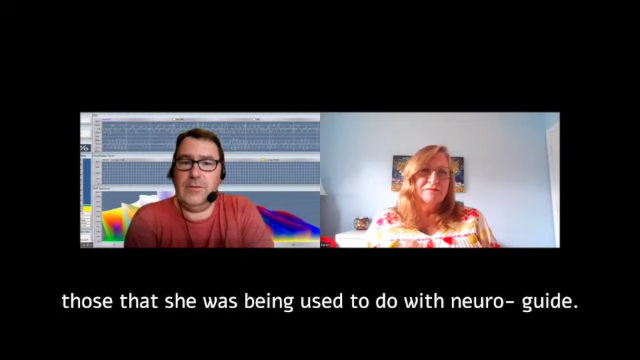 those that she was being used to do with neuro- guide.